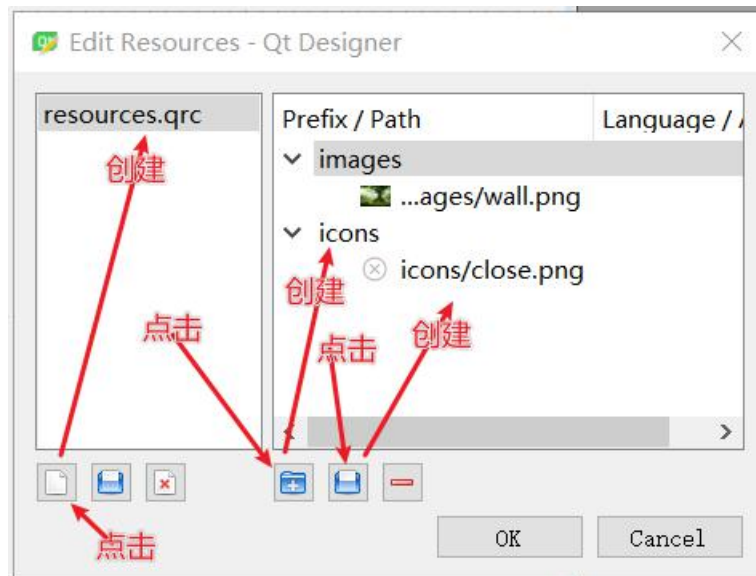 Edit Resources - Qt Designer
resources.qrc
Prefix / Path
Language / A
创建
images
...ages/wall.png
icons
创建
icons/close.png
点击
点击
创建
点击
OK
Cancel